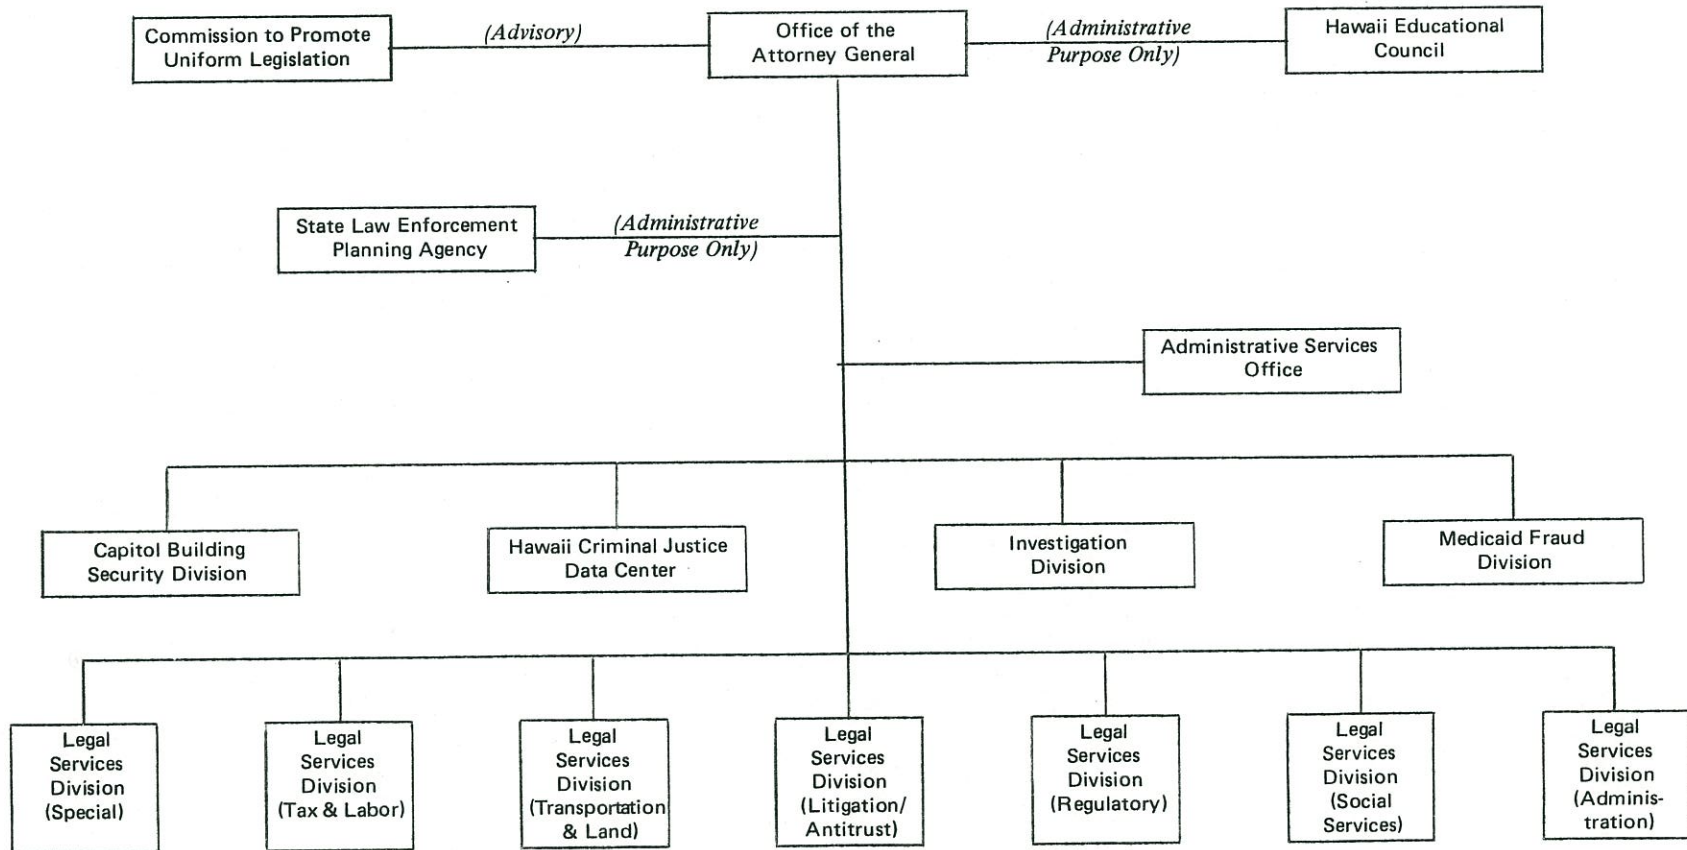 Commission to Promote
Uniform Legislation
(Advisory)
Office of the
Attorney General
(Administrative
Purpose Only)
Hawaii Educational
Council
State Law Enforcement
Planning Agency
(Administrative
Purpose Only)
Administrative Services
Office
Capitol Building
Security Division
Hawaii Criminal Justice
Data Center
Investigation
Division
Medicaid Fraud
Division
Legal
Services
Division
(Special)
Legal
Services
Division
(Tax & Labor)
Legal
Services
Division
(Transportation
& Land)
Legal
Services
Division
(Litigation/
Antitrust)
Legal
Services
Division
(Regulatory)
Legal
Services
Division
(Social
Services)
Legal
Services
Division
(Adminis-
tration)